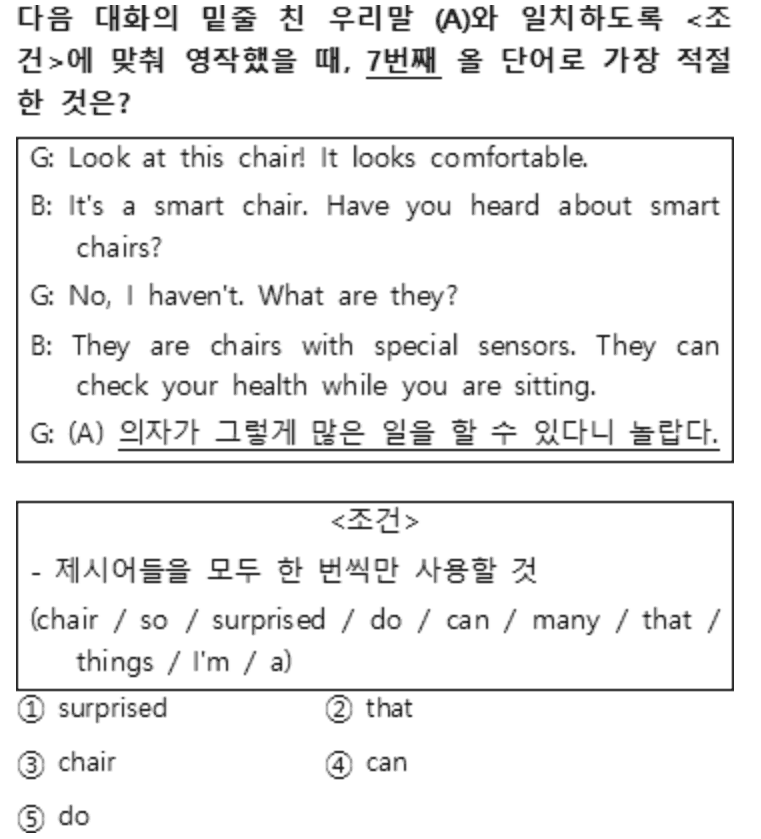 다음 대화의 밑줄 친 우리말 (A)와 일치하도록 <조
건>에 맞춰 영작했을 때, 7번째 올 단어로 가장 적절
한 것은?
G: Look at this chair! It looks comfortable.
B: It's a smart chair. Have you heard about smart
chairs?
G: No, I haven't. What are they?
B: They are chairs with special sensors. They can
check your health while you are sitting.
G: (A) 의자가 그렇게 많은 일을 할 수 있다니 놀랍다.
<조건>
- 제시어들을 모두 한 번씩만 사용할 것
(chair / so / surprised / do / can / many / that /
things / I'm / a)
① surprised ② that
③ chair ④ can
⑤ do